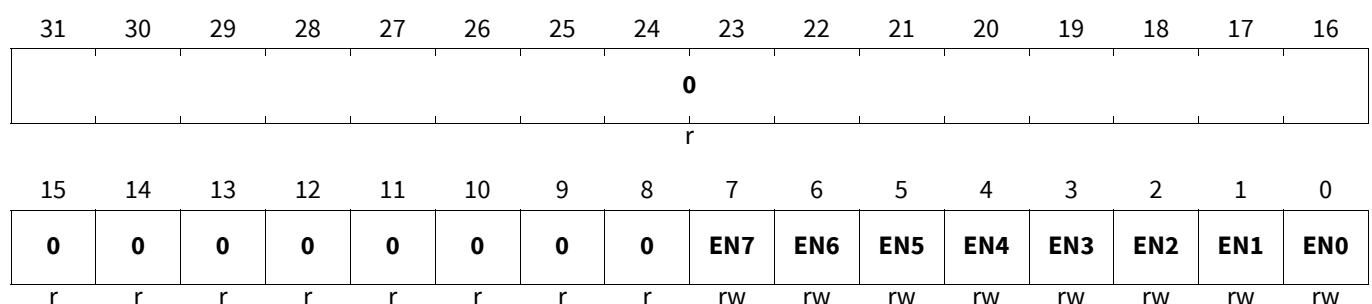 31 30 29 28 27 26 25 24 23 22 21 20 19 18 17 16
0
r
15 14 13 12 11 10 9 8 7 6 5 4 3 2 1 0
0 0 0 0 0 0 0 0 EN7 EN6 EN5 EN4 EN3 EN2 EN1 EN0
r r r r r r r r rw rw rw rw rw rw rw rw